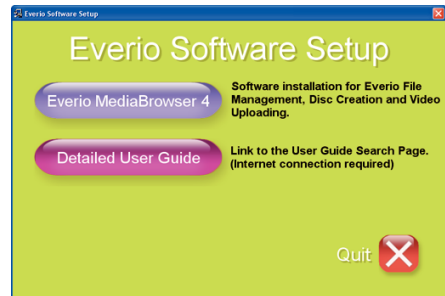 Everio Software Setup
Everio Software Setup
Everio MediaBrowser 4
Software installation for Everio File
Management, Disc Creation and Video
Uploading.
Detailed User Guide
Link to the User Guide Search Page.
(Internet connection required)
Quit